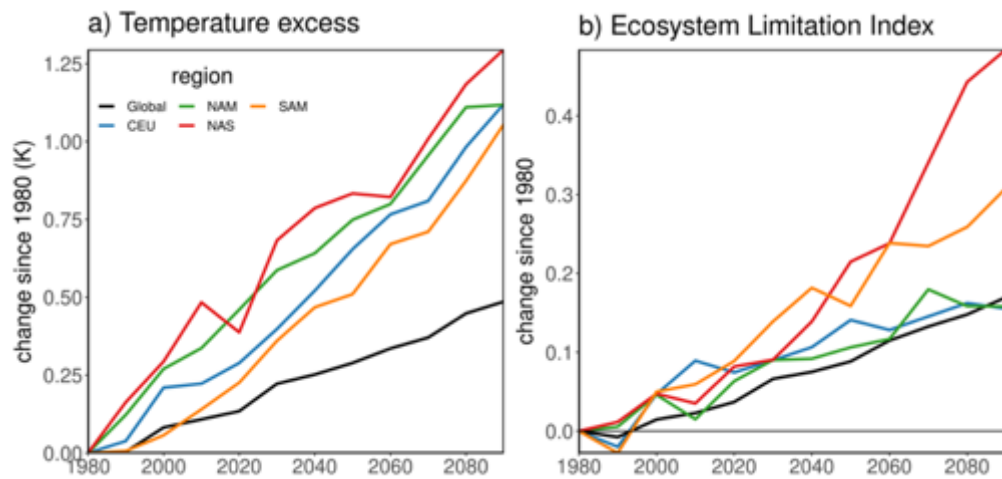 a) Temperature excess
b) Ecosystem Limitation Index
region
Global NAM SAM
CEU NAS
change since 1980 (K)
1.25
1.00
0.75
0.50
0.25
0.00
1980 2000 2020 2040 2060 2080
change since 1980
0.4
0.3
0.2
0.1
0.0
1980 2000 2020 2040 2060 2080